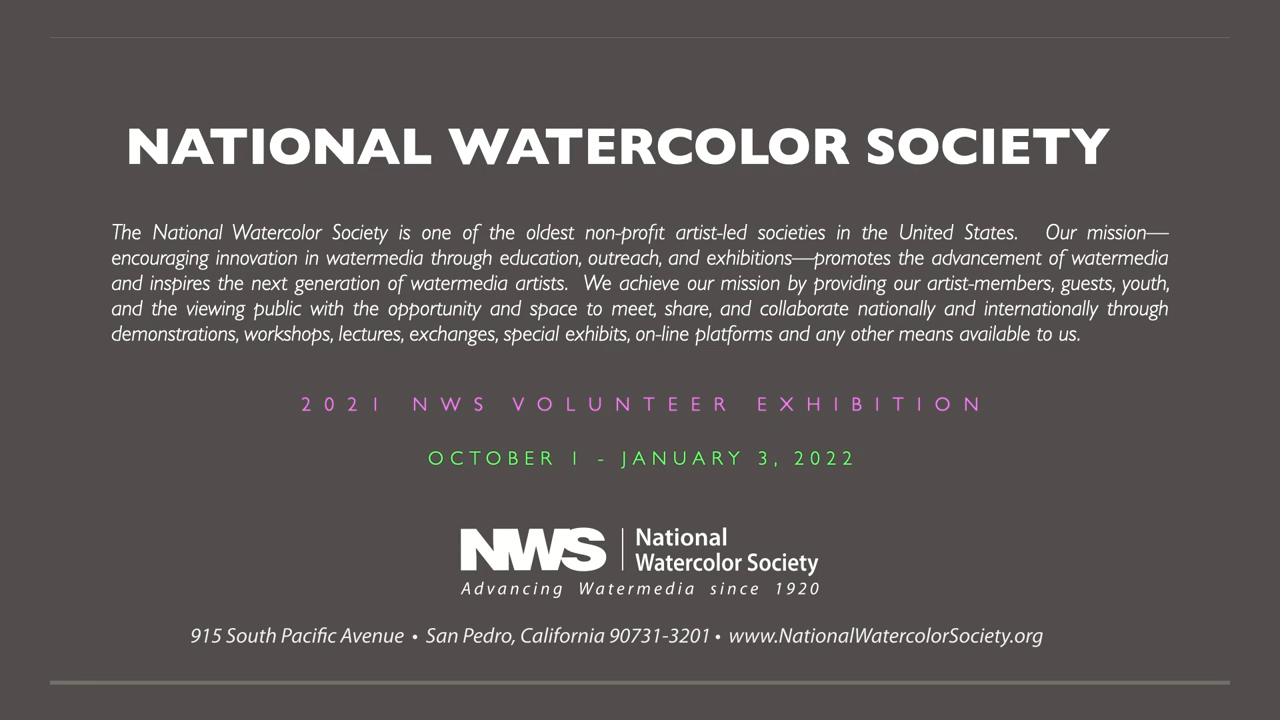 NATIONAL WATERCOLOR SOCIETY
The National Watercolor Society is one of the oldest non-profit artist-led societies in the United States. Our mission—
encouraging innovation in watermedia through education, outreach, and exhibitions—promotes the advancement of watermedia
and inspires the next generation of watermedia artists. We achieve our mission by providing our artist-members, guests, youth,
and the viewing public with the opportunity and space to meet, share, and collaborate nationally and internationally through
demonstrations, workshops, lectures, exchanges, special exhibits, on-line platforms and any other means available to us.
2021 NWS VOLUNTEER EXHIBITION
OCTOBER 1 - JANUARY 3, 2022
NWS | National
Watercolor Society
Advancing Watermedia since 1920
915 South Pacific Avenue • San Pedro, California 90731-3201 • www.NationalWatercolorSociety.org